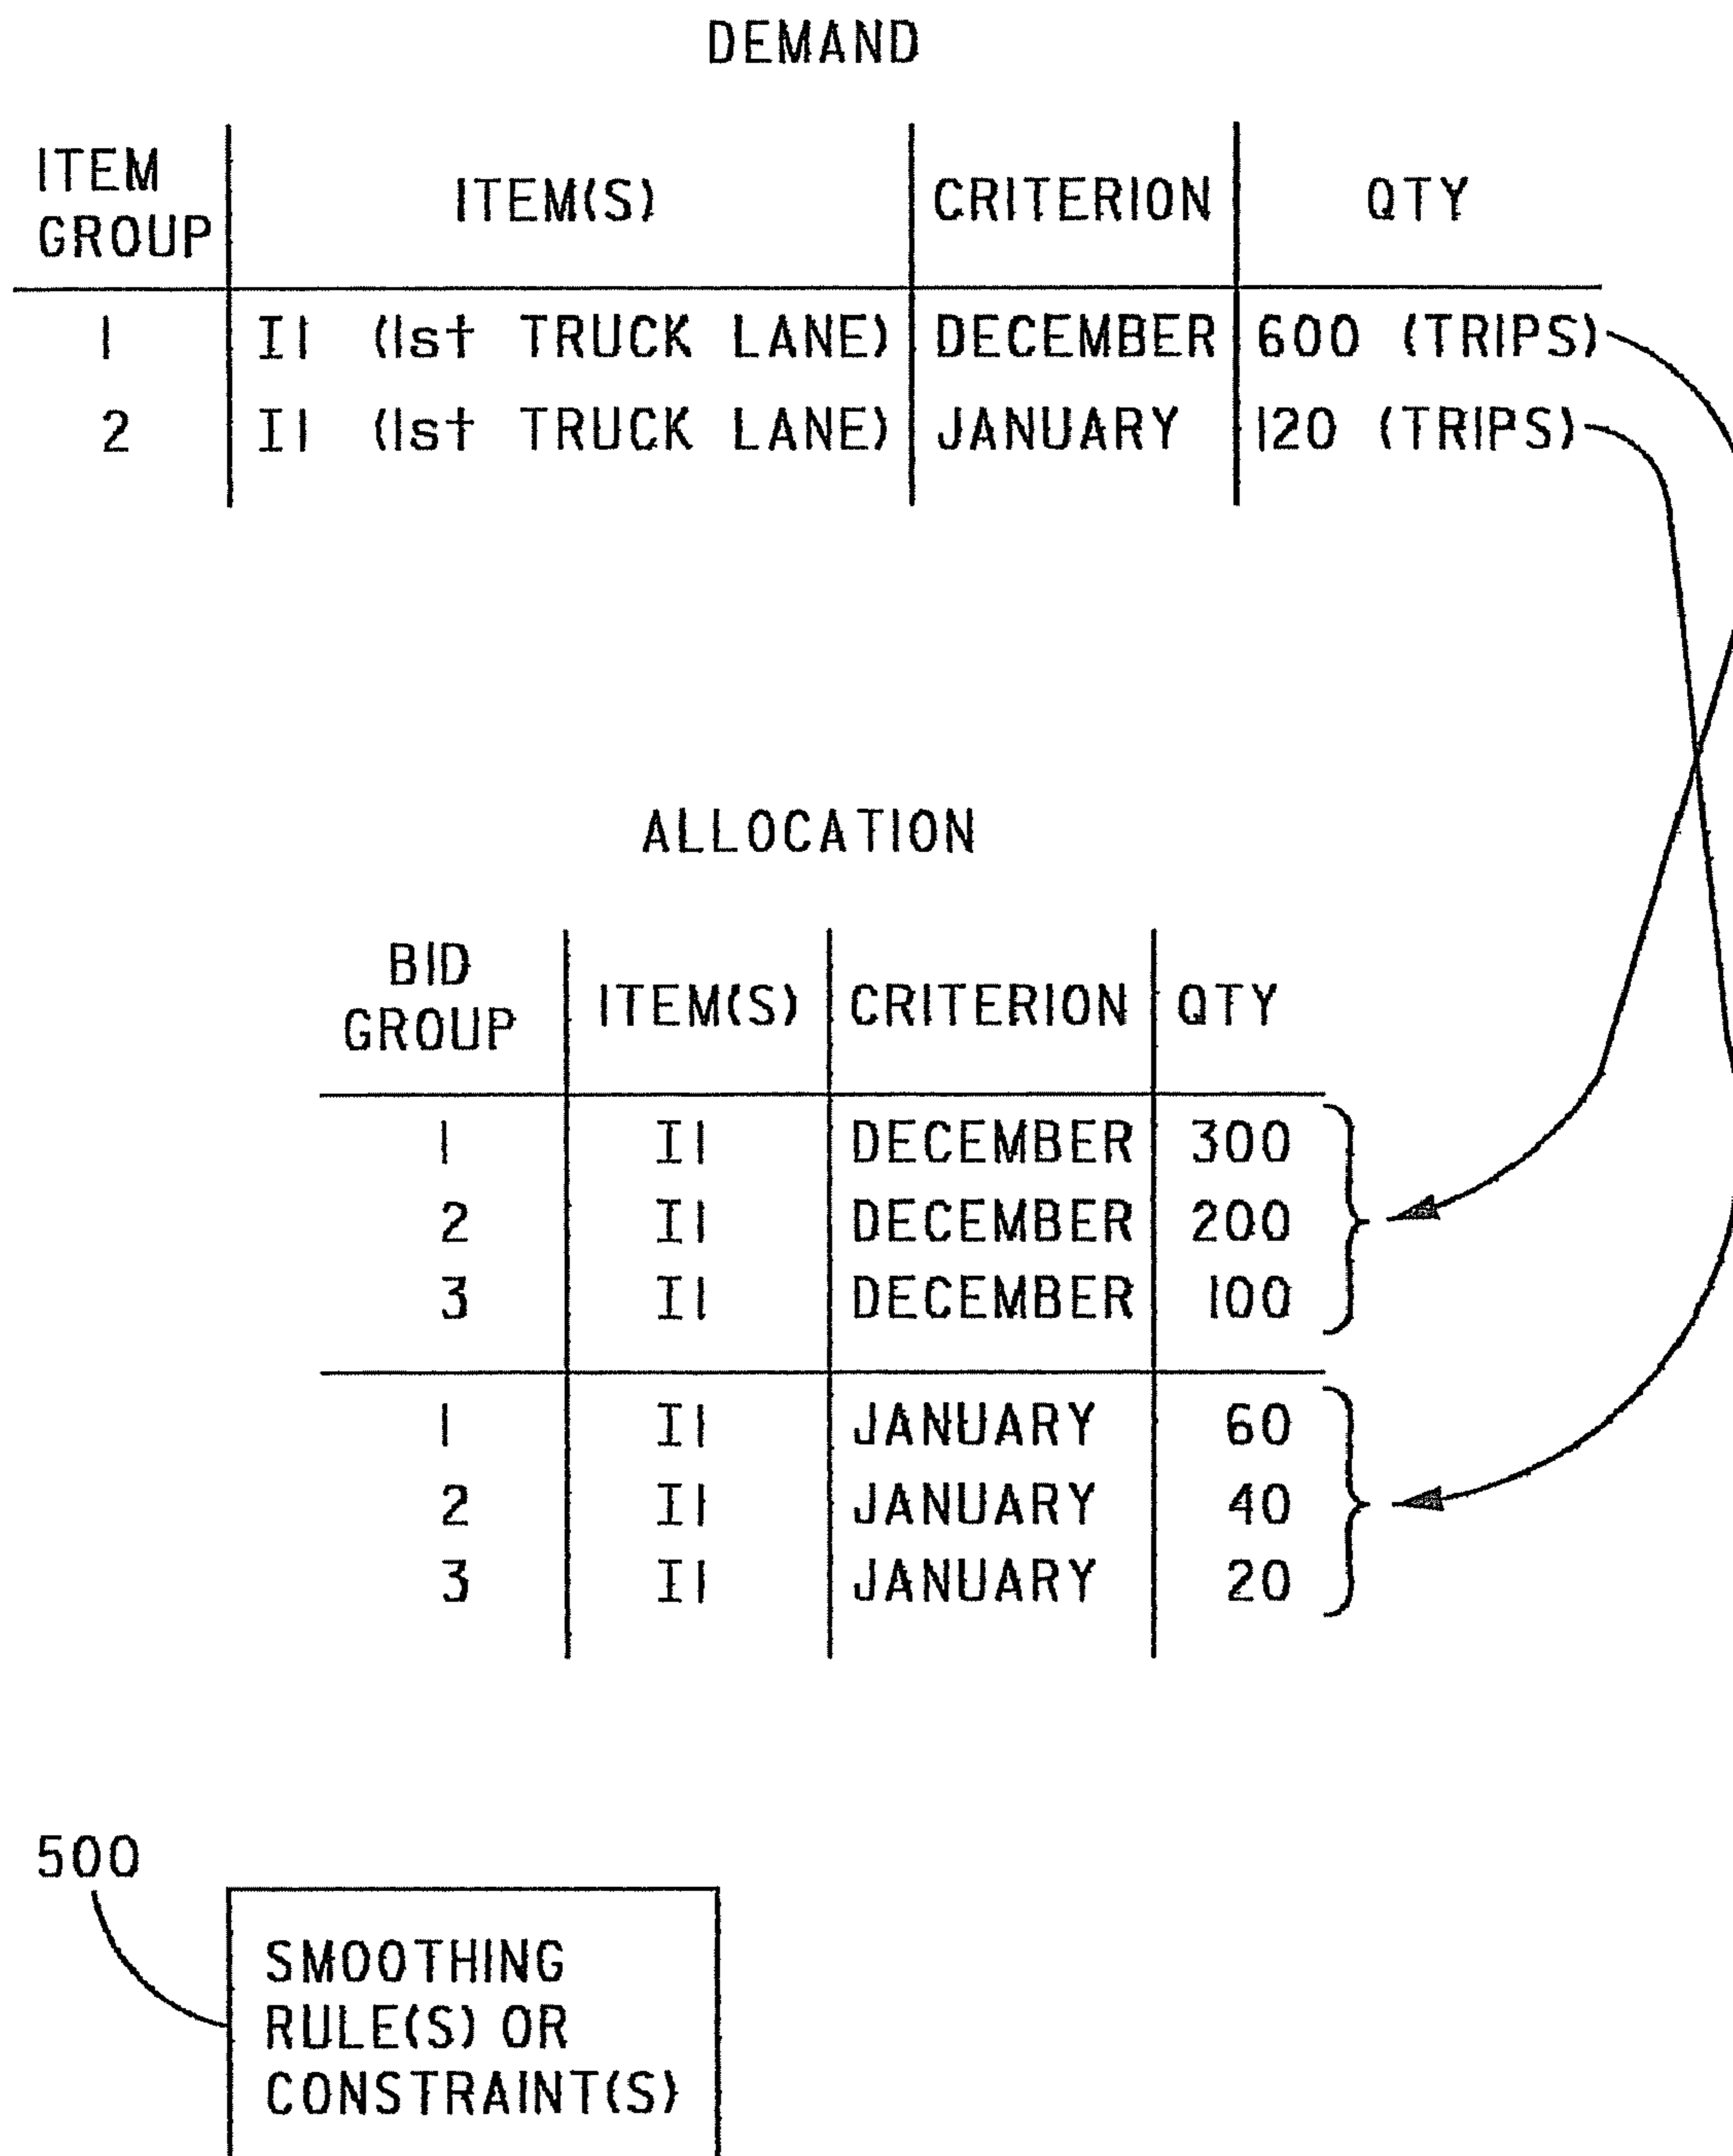 DEMAND
ITEM GROUP ITEM(S) CRITERION QTY
1 I1 (1st TRUCK LANE) DECEMBER 600 (TRIPS)
2 I1 (1st TRUCK LANE) JANUARY 120 (TRIPS)
ALLOCATION
BID GROUP ITEM(S) CRITERION QTY
1 I1 DECEMBER 300
2 I1 DECEMBER 200
3 I1 DECEMBER 100
1 I1 JANUARY 60
2 I1 JANUARY 40
3 I1 JANUARY 20
500
SMOOTHING
RULE(S) OR
CONSTRAINT(S)